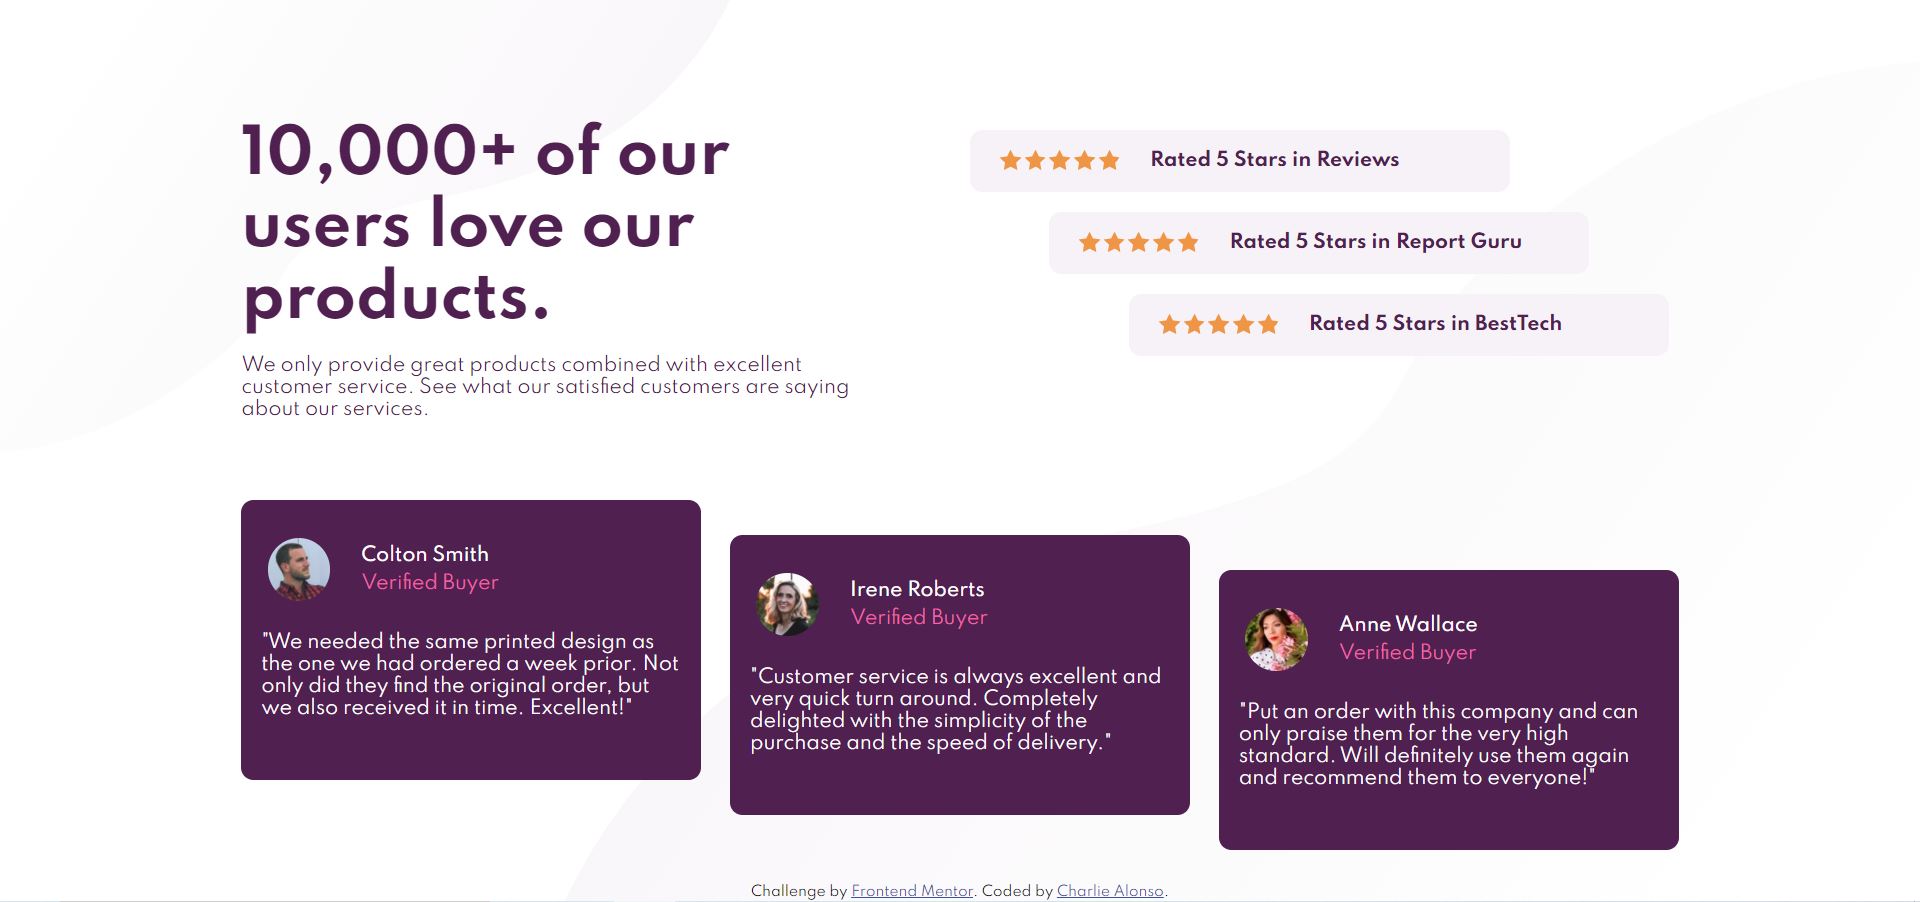 10,000+ of our
users love our
products.
We only provide great products combined with excellent
customer service. See what our satisfied customers are saying
about our services.
Rated 5 Stars in Reviews
Rated 5 Stars in Report Guru
Rated 5 Stars in BestTech
Colton Smith
Verified Buyer
"We needed the same printed design as
the one we had ordered a week prior. Not
only did they find the original order, but
we also received it in time. Excellent!"
Irene Roberts
Verified Buyer
"Customer service is always excellent and
very quick turn around. Completely
delighted with the simplicity of the
purchase and the speed of delivery."
Anne Wallace
Verified Buyer
"Put an order with this company and can
only praise them for the very high
standard. Will definitely use them again
and recommend them to everyone!"
Challenge by Frontend Mentor. Coded by Charlie Alonso.